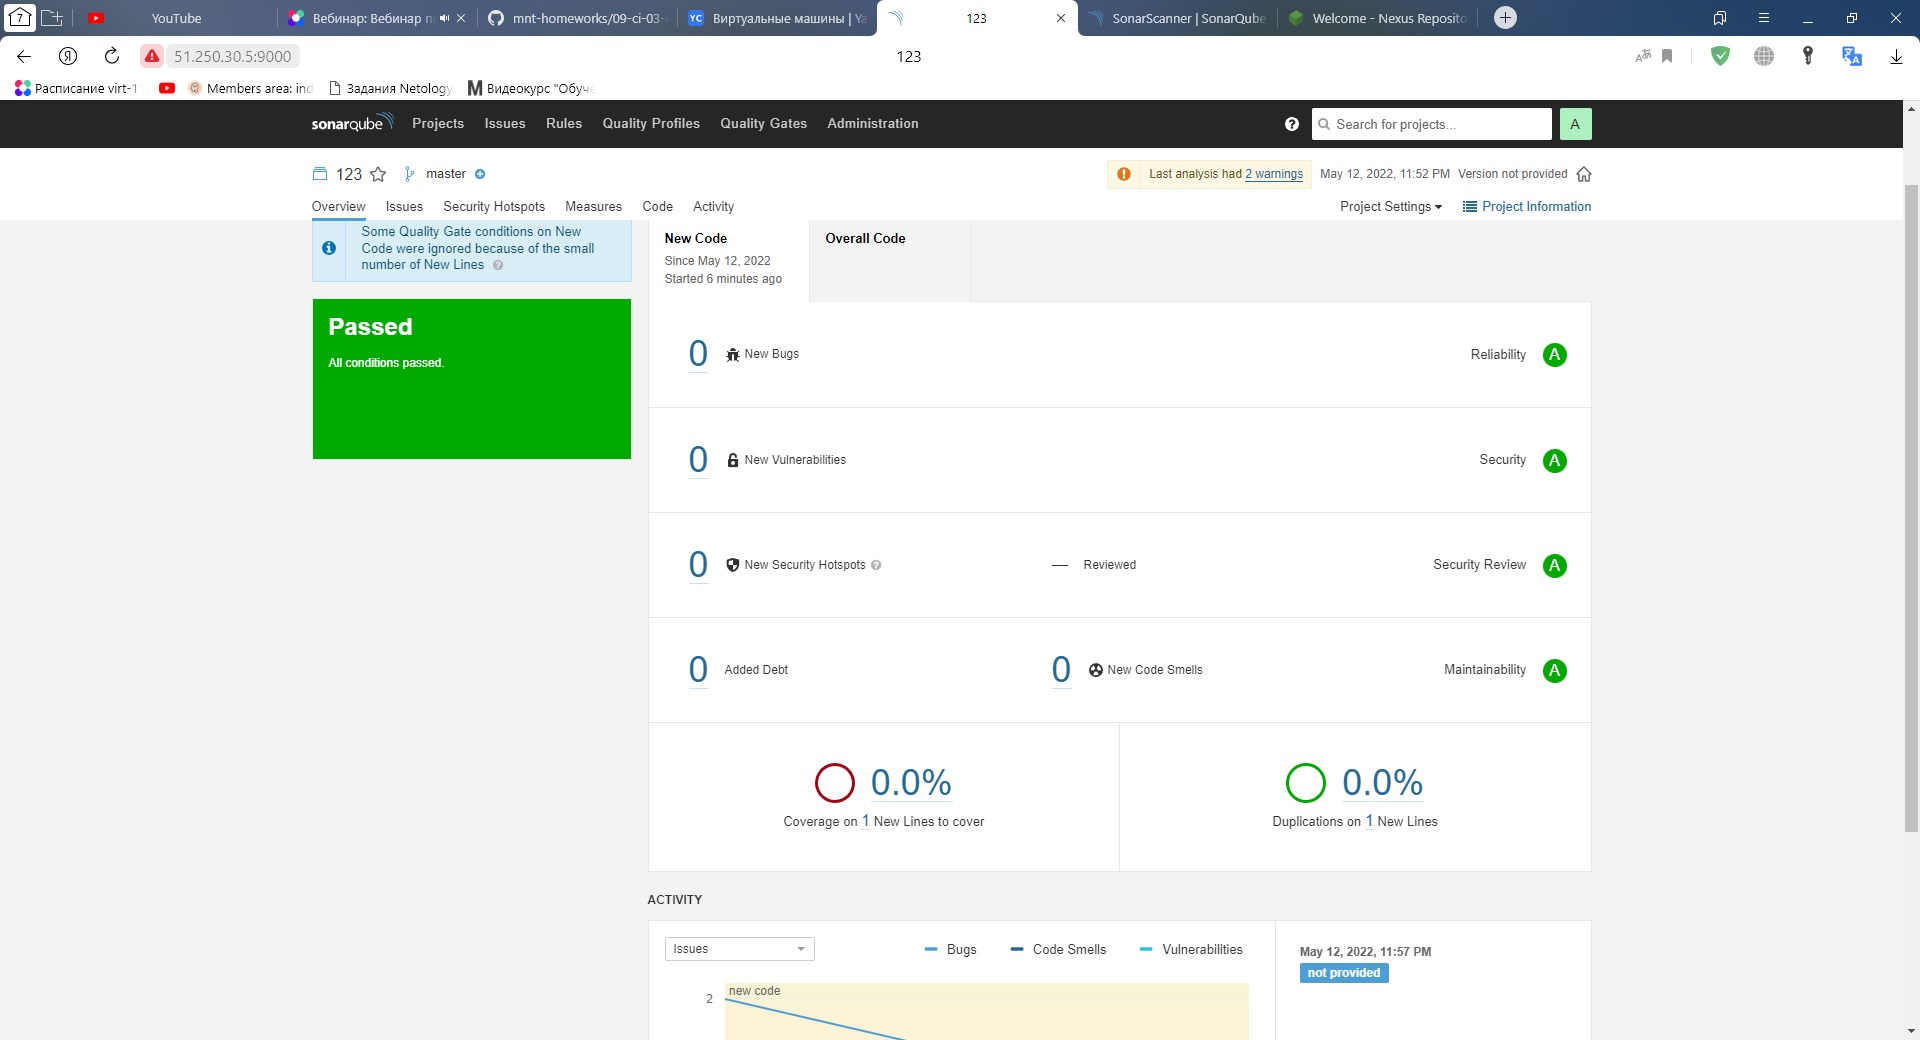 7
YouTube
Вебинар: Вебинар п
mnt-homeworks/09-ci-03-
YC Виртуальные машины | Ya
123
SonarScanner | SonarQube
Welcome - Nexus Reposito
51.250.30.5:9000
123
Расписание virt-1
Members area: ind
Задания Netology
Видеокурс "Обуче
sonarqube
Projects
Issues
Rules
Quality Profiles
Quality Gates
Administration
Search for projects...
A
123
master
Last analysis had 2 warnings
May 12, 2022, 11:52 PM
Version not provided
Overview
Issues
Security Hotspots
Measures
Code
Activity
Project Settings
Project Information
Some Quality Gate conditions on New
Code were ignored because of the small
number of New Lines
Passed
All conditions passed.
New Code
Since May 12, 2022
Started 6 minutes ago
Overall Code
0 New Bugs
Reliability A
0 New Vulnerabilities
Security A
0 New Security Hotspots
— Reviewed
Security Review A
0 Added Debt
0 New Code Smells
Maintainability A
0.0%
Coverage on 1 New Lines to cover
0.0%
Duplications on 1 New Lines
ACTIVITY
Issues
Bugs
Code Smells
Vulnerabilities
2
new code
May 12, 2022, 11:57 PM
not provided